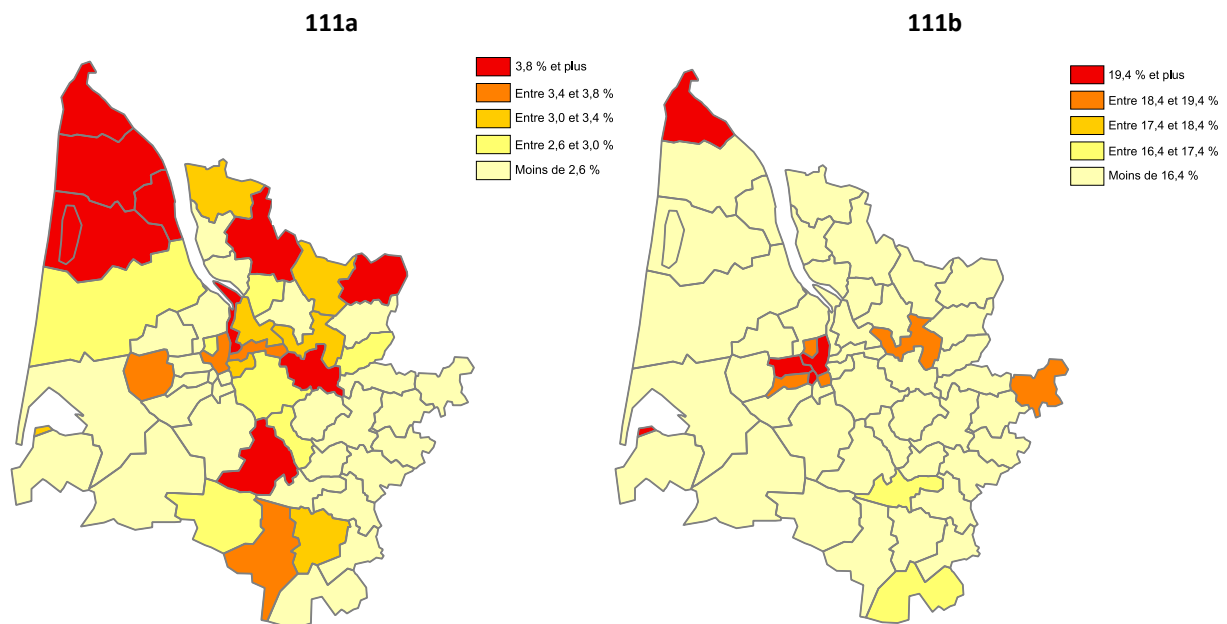 111a
3,8 % et plus
Entre 3,4 et 3,8 %
Entre 3,0 et 3,4 %
Entre 2,6 et 3,0 %
Moins de 2,6 %
111b
19,4 % et plus
Entre 18,4 et 19,4 %
Entre 17,4 et 18,4 %
Entre 16,4 et 17,4 %
Moins de 16,4 %